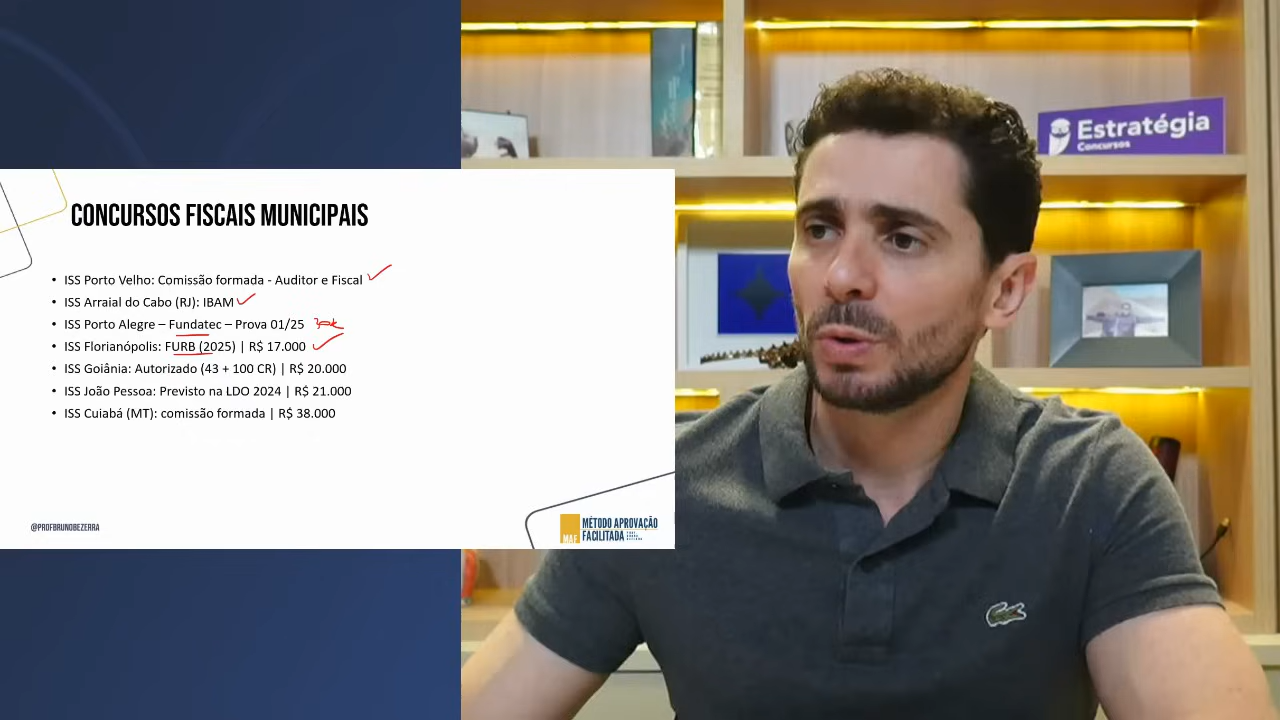 Estratégia
Concursos
CONCURSOS FISCAIS MUNICIPAIS
• ISS Porto Velho: Comissão formada - Auditor e Fiscal
• ISS Arraial do Cabo (RJ): IBAM
• ISS Porto Alegre – Fundatec – Prova 01/25
• ISS Florianópolis: FURB (2025) | R$ 17.000
• ISS Goiânia: Autorizado (43 + 100 CR) | R$ 20.000
• ISS João Pessoa: Previsto na LDO 2024 | R$ 21.000
• ISS Cuiabá (MT): comissão formada | R$ 38.000
@PROFBRUNOBEZERRA
MAF
MÉTODO APROVAÇÃO
FACILITADA